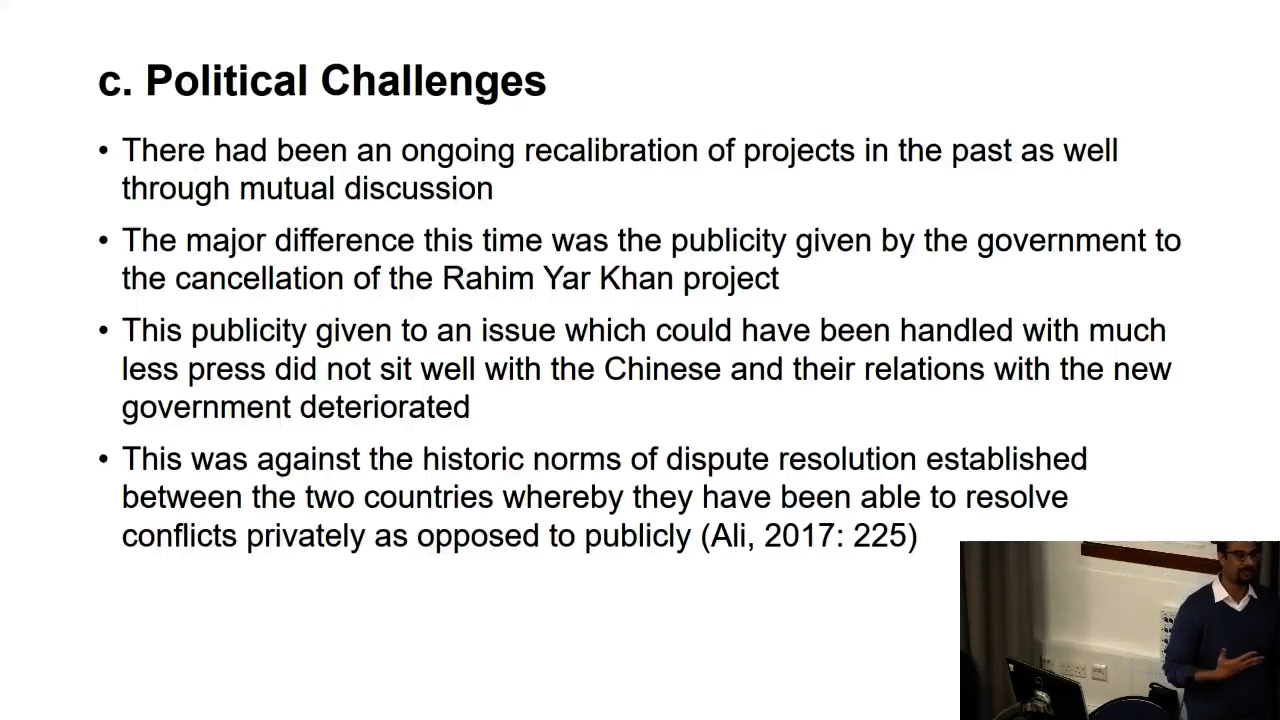 c. Political Challenges
• There had been an ongoing recalibration of projects in the past as well
through mutual discussion
• The major difference this time was the publicity given by the government to
the cancellation of the Rahim Yar Khan project
• This publicity given to an issue which could have been handled with much
less press did not sit well with the Chinese and their relations with the new
government deteriorated
• This was against the historic norms of dispute resolution established
between the two countries whereby they have been able to resolve
conflicts privately as opposed to publicly (Ali, 2017: 225)